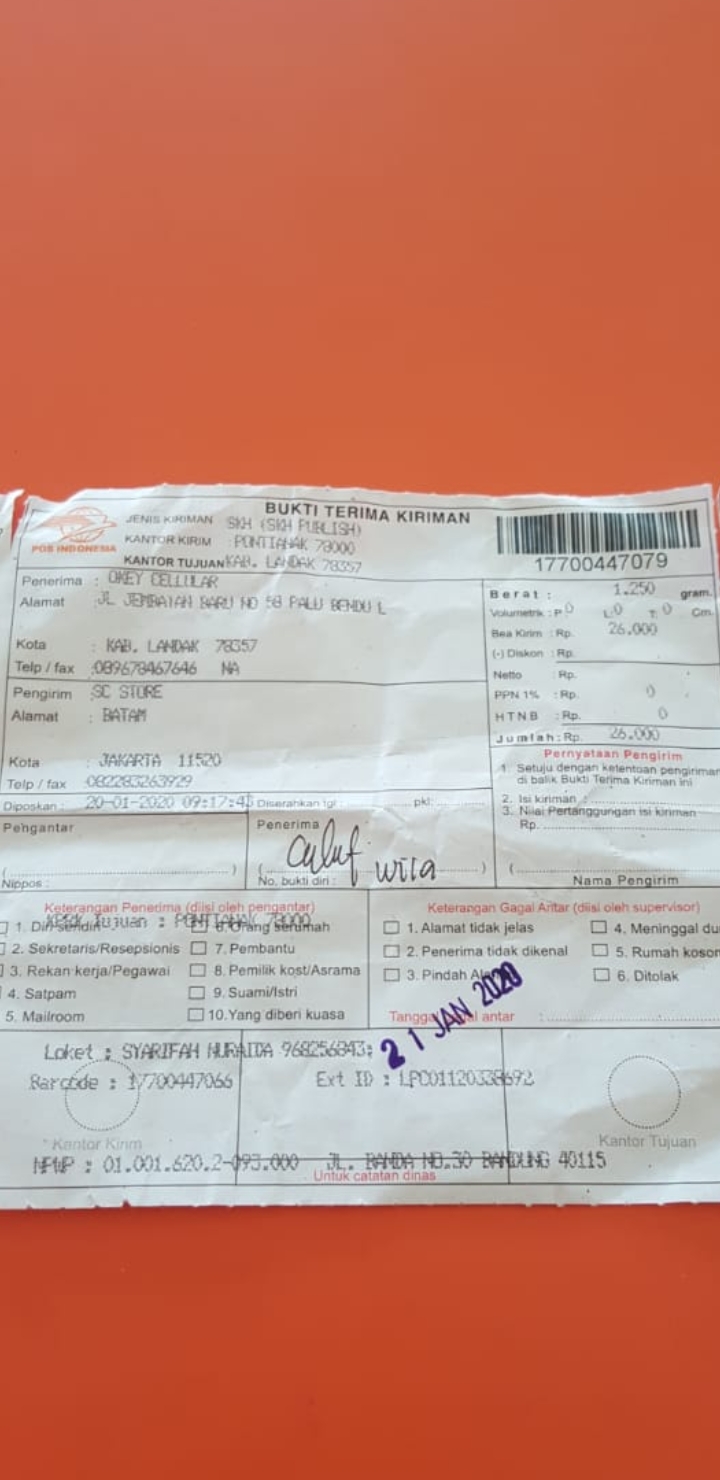 BUKTI TERIMA KIRIMAN
POS INDONESIA
JENIS KIRIMAN SKH (SKH PUBLISH)
KANTOR KIRIM : PONTIANAK 78000
KANTOR TUJUAN KAB. LANDAK 78357
17700447079
Penerima : OKEY CELLULAR
Alamat : JL JEMBATAN BARU NO 58 PALU BENDU L
Kota : KAB. LANDAK 78357
Telp / fax : 089678467646 NA
Pengirim : SC STORE
Alamat : BATAM
Kota : JAKARTA 11520
Telp / fax : 082283263929
Diposkan : 20-01-2020 09:17:43 Diserahkan tgl : pkl:
Berat : 1.250 gram.
Volumetrik : P 0 L: 0 T: 0 Cm.
Bea Kirim : Rp. 26.000
(-) Diskon : Rp.
Netto : Rp.
PPN 1% : Rp. 0
HTNB : Rp. 0
Jumlah : Rp. 26.000
Pernyataan Pengirim
1. Setuju dengan ketentuan pengiriman
di balik Bukti Terima Kiriman ini
2. Isi kiriman :
3. Nilai Pertanggungan isi kiriman
Rp.
Nama Pengirim
Pengantar
Nippos :
Penerima
wira
No. bukti diri :
Keterangan Penerima (diisi oleh pengantar)
Tujuan : PONTIANAK 78000
1. Diri sendiri
2. Sekretaris/Resepsionis
3. Rekan kerja/Pegawai
4. Satpam
5. Mailroom
6. Orang serumah
7. Pembantu
8. Pemilik kost/Asrama
9. Suami/Istri
10. Yang diberi kuasa
Keterangan Gagal Antar (diisi oleh supervisor)
1. Alamat tidak jelas
2. Penerima tidak dikenal
3. Pindah
4. Meninggal du
5. Rumah koson
6. Ditolak
Tanggal gagal antar :
21 JAN 2020
Loket : SYARIFAH NURAIDA 968256843;
Barcode : 17700447066 Ext ID : LPC01120338692
* Kantor Kirim
Kantor Tujuan
NPWP : 01.001.620.2-093.000 JL. BANDA NO.30 BANDUNG 40115
Untuk catatan dinas